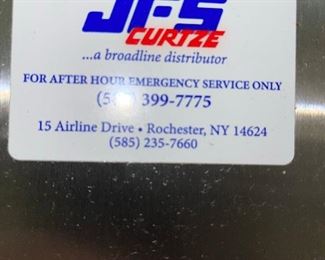 JFS
CURTZE
...a broadline distributor
FOR AFTER HOUR EMERGENCY SERVICE ONLY
399-7775
15 Airline Drive • Rochester, NY 14624
(585) 235-7660